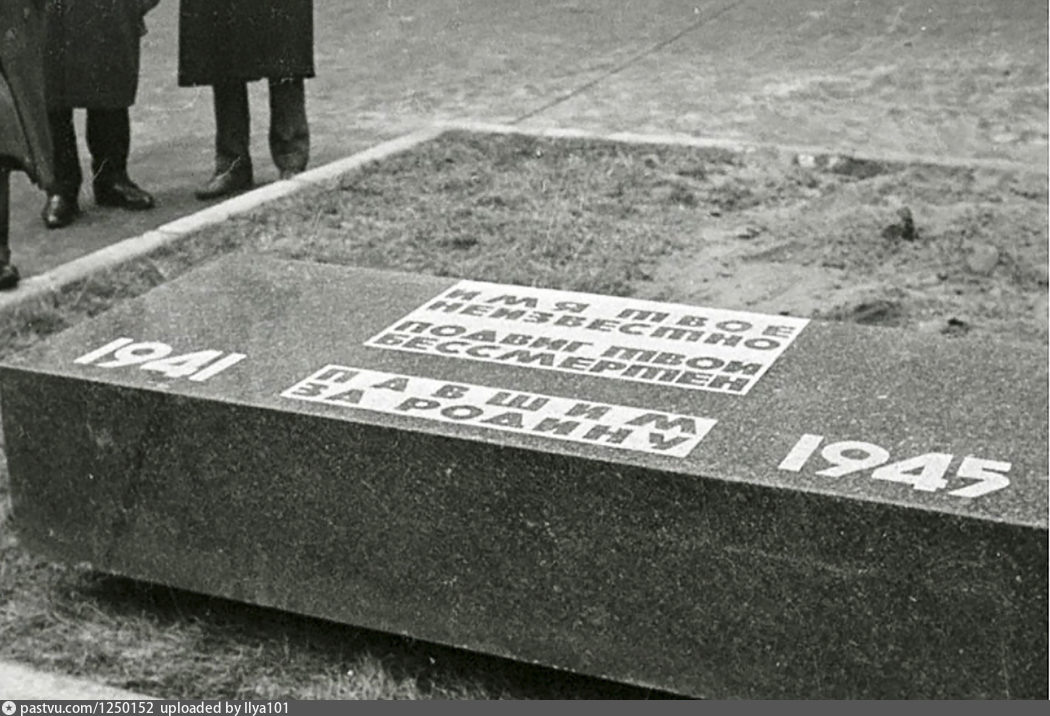 ИМЯ ТВОЕ
НЕИЗВЕСТНО
ПОДВИГ ТВОЙ
БЕССМЕРТЕН
1941
ПАВШИМ
ЗА РОДИНУ
1945
pastvu.com/1250152 uploaded by Ilya101